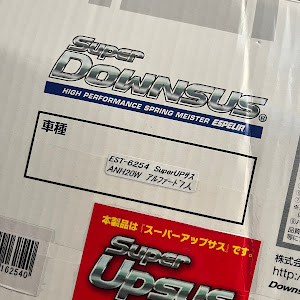 Super
DOWNSUS®
HIGH PERFORMANCE SPRING MEISTER ESPELIR
車種
EST-6254 SuperUPサス
ANH20W アルファード7人
本製品は『スーパーアップサス』です。
Super
UpSus
162540
株式会
http:/
Downsu